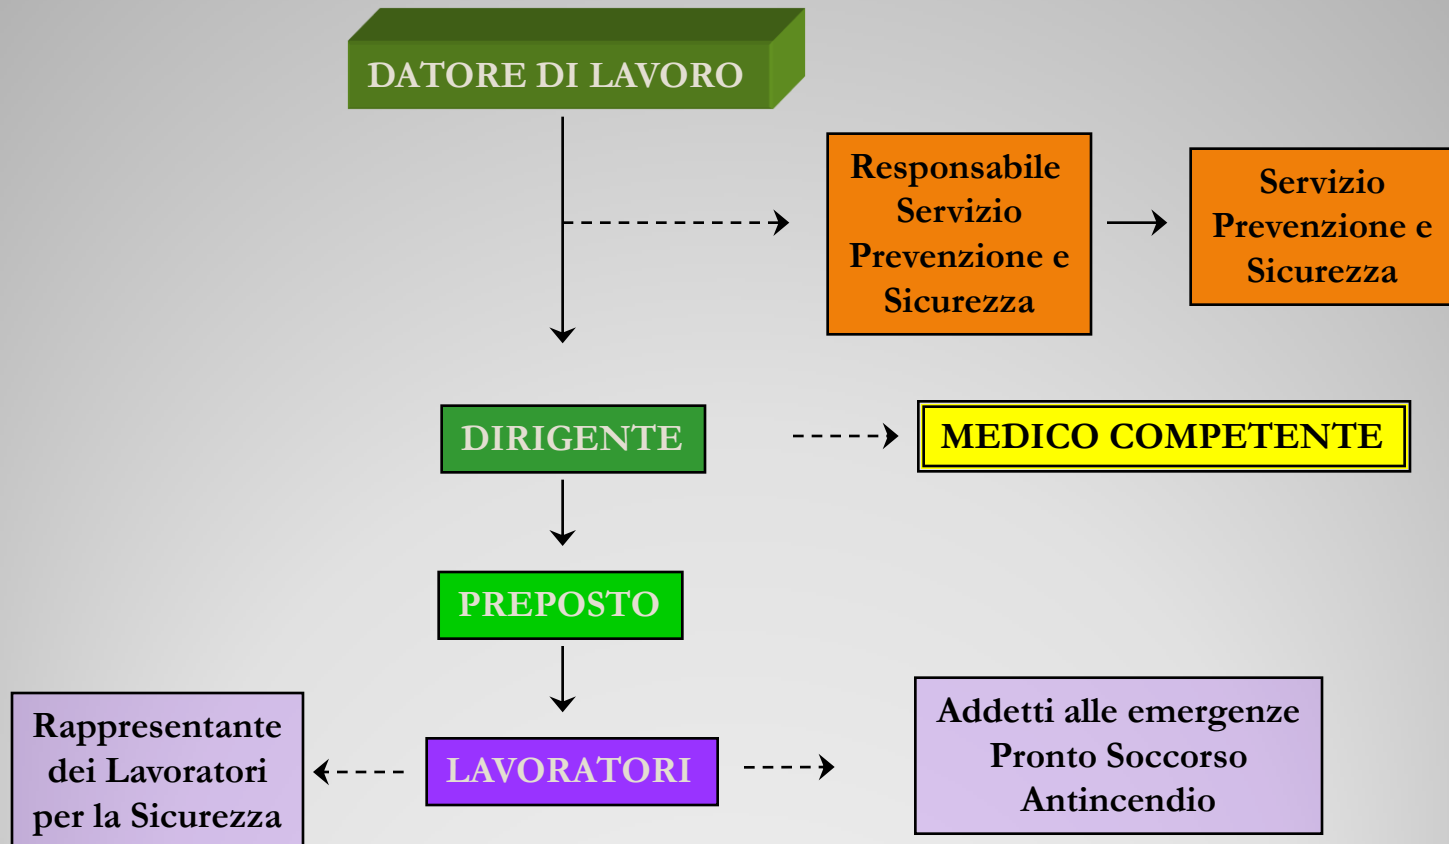 DATORE DI LAVORO
Responsabile
Servizio
Prevenzione e
Sicurezza
Servizio
Prevenzione e
Sicurezza
DIRIGENTE
MEDICO COMPETENTE
PREPOSTO
Rappresentante
dei Lavoratori
per la Sicurezza
LAVORATORI
Addetti alle emergenze
Pronto Soccorso
Antincendio